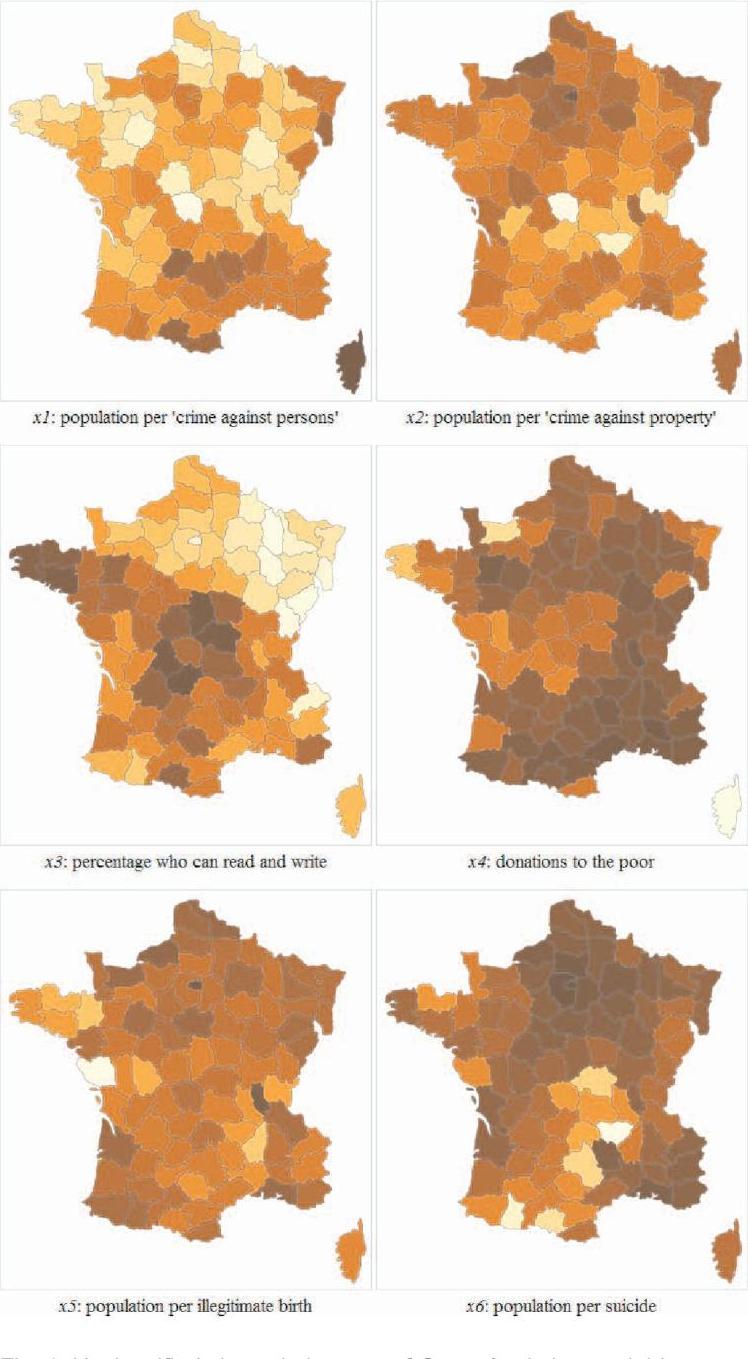 x1: population per 'crime against persons'
x2: population per 'crime against property'
x3: percentage who can read and write
x4: donations to the poor
x5: population per illegitimate birth
x6: population per suicide